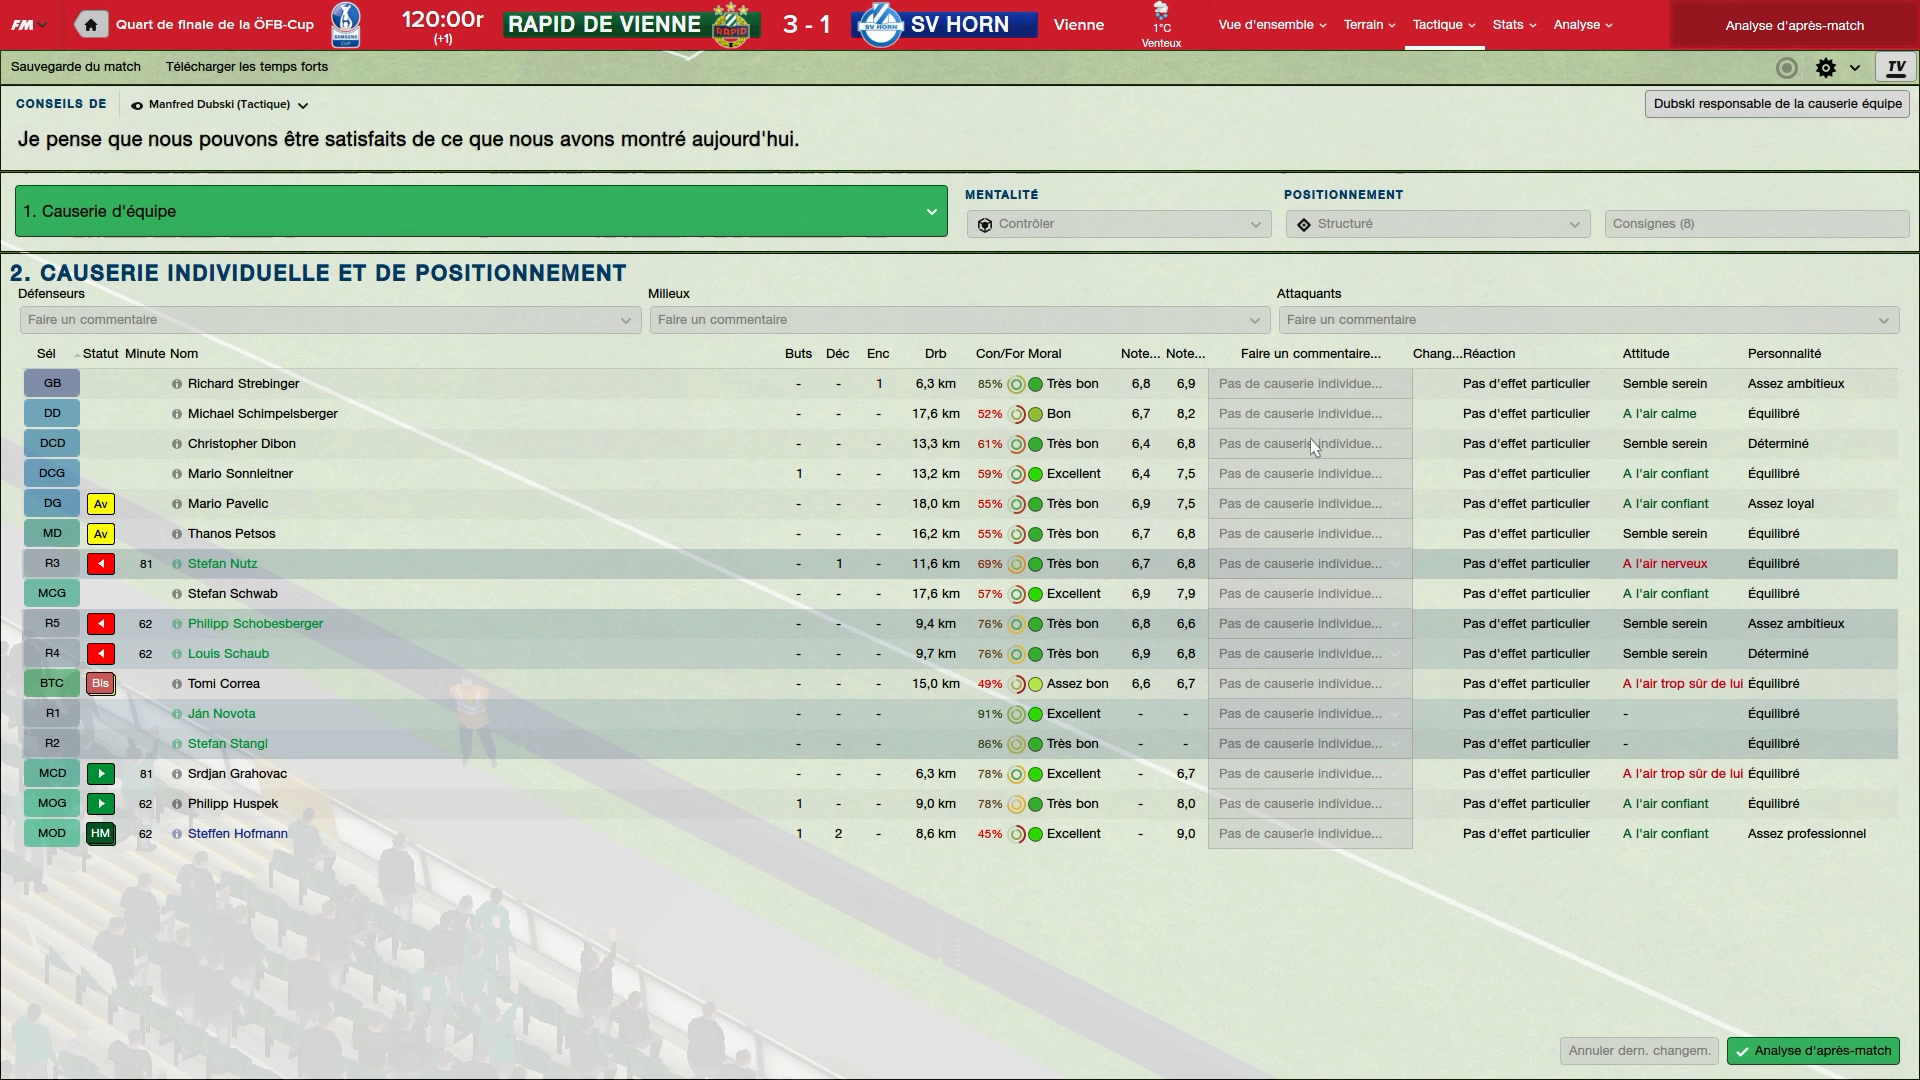 FM Quart de finale de la ÖFB-Cup 120:00r (+1) RAPID DE VIENNE RAPID 3 - 1 SV HORN SV HORN Vienne 1°C Venteux Vue d'ensemble Terrain Tactique Stats Analyse Analyse d'après-match
Sauvegarde du match Télécharger les temps forts TV
CONSEILS DE Manfred Dubski (Tactique) Dubski responsable de la causerie équipe
Je pense que nous pouvons être satisfaits de ce que nous avons montré aujourd'hui.
MENTALITÉ POSITIONNEMENT
1. Causerie d'équipe Contrôler Structuré Consignes (8)
2. CAUSERIE INDIVIDUELLE ET DE POSITIONNEMENT
Défenseurs Milieux Attaquants
Faire un commentaire Faire un commentaire Faire un commentaire
Sél Statut Minute Nom Buts Déc Enc Drb Con/For Moral Note... Note... Faire un commentaire... Chang... Réaction Attitude Personnalité
GB Richard Strebinger - - 1 6,3 km 85% Très bon 6,8 6,9 Pas de causerie individue... Pas d'effet particulier Semble serein Assez ambitieux
DD Michael Schimpelsberger - - - 17,6 km 52% Bon 6,7 8,2 Pas de causerie individue... Pas d'effet particulier A l'air calme Équilibré
DCD Christopher Dibon - - - 13,3 km 61% Très bon 6,4 6,8 Pas de causerie individue... Pas d'effet particulier Semble serein Déterminé
DCG Mario Sonnleitner 1 - - 13,2 km 59% Excellent 6,4 7,5 Pas de causerie individue... Pas d'effet particulier A l'air confiant Équilibré
DG Av Mario Pavelic - - - 18,0 km 55% Très bon 6,9 7,5 Pas de causerie individue... Pas d'effet particulier A l'air confiant Assez loyal
MD Av Thanos Petsos - - - 16,2 km 55% Très bon 6,7 6,8 Pas de causerie individue... Pas d'effet particulier Semble serein Équilibré
R3 81 Stefan Nutz - 1 - 11,6 km 69% Très bon 6,7 6,8 Pas de causerie individue... Pas d'effet particulier A l'air nerveux Équilibré
MCG Stefan Schwab - - - 17,6 km 57% Excellent 6,9 7,9 Pas de causerie individue... Pas d'effet particulier A l'air confiant Équilibré
R5 62 Philipp Schobesberger - - - 9,4 km 76% Très bon 6,8 6,6 Pas de causerie individue... Pas d'effet particulier Semble serein Assez ambitieux
R4 62 Louis Schaub - - - 9,7 km 76% Très bon 6,9 6,8 Pas de causerie individue... Pas d'effet particulier Semble serein Déterminé
BTC Bls Tomi Correa - - - 15,0 km 49% Assez bon 6,6 6,7 Pas de causerie individue... Pas d'effet particulier A l'air trop sûr de lui Équilibré
R1 Ján Novota - - - 91% Excellent - - Pas de causerie individue... Pas d'effet particulier - Équilibré
R2 Stefan Stangl - - - 86% Très bon - - Pas de causerie individue... Pas d'effet particulier - Équilibré
MCD 81 Srdjan Grahovac - - - 6,3 km 78% Excellent - 6,7 Pas de causerie individue... Pas d'effet particulier A l'air trop sûr de lui Équilibré
MOG 62 Philipp Huspek 1 - - 9,0 km 78% Très bon - 8,0 Pas de causerie individue... Pas d'effet particulier A l'air confiant Équilibré
MOD HM 62 Steffen Hofmann 1 2 - 8,6 km 45% Excellent - 9,0 Pas de causerie individue... Pas d'effet particulier A l'air confiant Assez professionnel
Annuler dern. changem. Analyse d'après-match